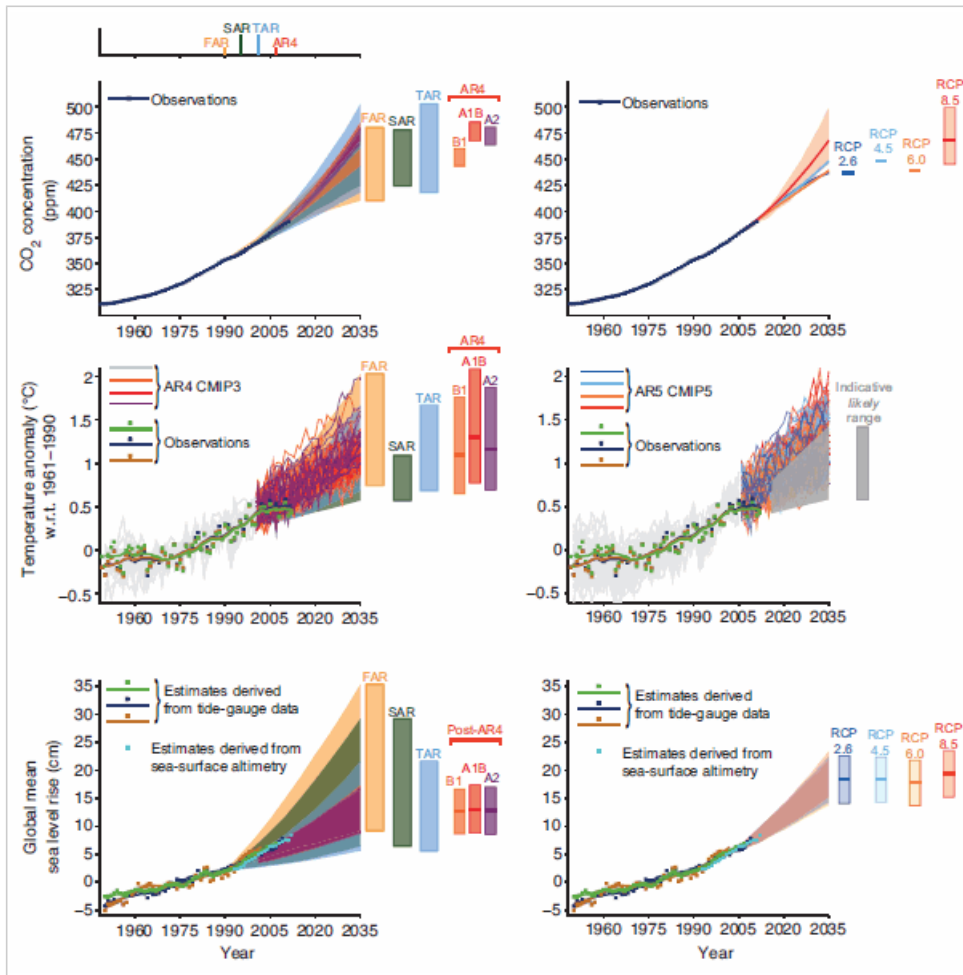 SAR TAR
FAR AR4
CO2 concentration
(ppm)
500
475
450
425
400
375
350
325
Observations
FAR
SAR
TAR
AR4
B1
A1B
A2
1960 1975 1990 2005 2020 2035
500
475
450
425
400
375
350
325
Observations
RCP
2.6
RCP
4.5
RCP
6.0
RCP
8.5
1960 1975 1990 2005 2020 2035
Temperature anomaly (°C)
w.r.t. 1961–1990
2
1.5
1
0.5
0
−0.5
AR4 CMIP3
Observations
FAR
SAR
TAR
AR4
B1
A1B
A2
1960 1975 1990 2005 2020 2035
2
1.5
1
0.5
0
−0.5
AR5 CMIP5
Observations
Indicative
likely
range
1960 1975 1990 2005 2020 2035
Global mean
sea level rise (cm)
35
30
25
20
15
10
5
0
−5
Estimates derived
from tide-gauge data
Estimates derived from
sea-surface altimetry
FAR
SAR
TAR
Post-AR4
B1
A1B
A2
1960 1975 1990 2005 2020 2035
Year
35
30
25
20
15
10
5
0
−5
Estimates derived
from tide-gauge data
Estimates derived from
sea-surface altimetry
RCP
2.6
RCP
4.5
RCP
6.0
RCP
8.5
1960 1975 1990 2005 2020 2035
Year